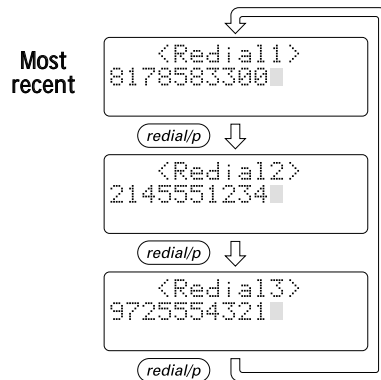 Most
recent
<Redial1>
8178583300
redial/p
<Redial2>
2145551234
redial/p
<Redial3>
9725554321
redial/p